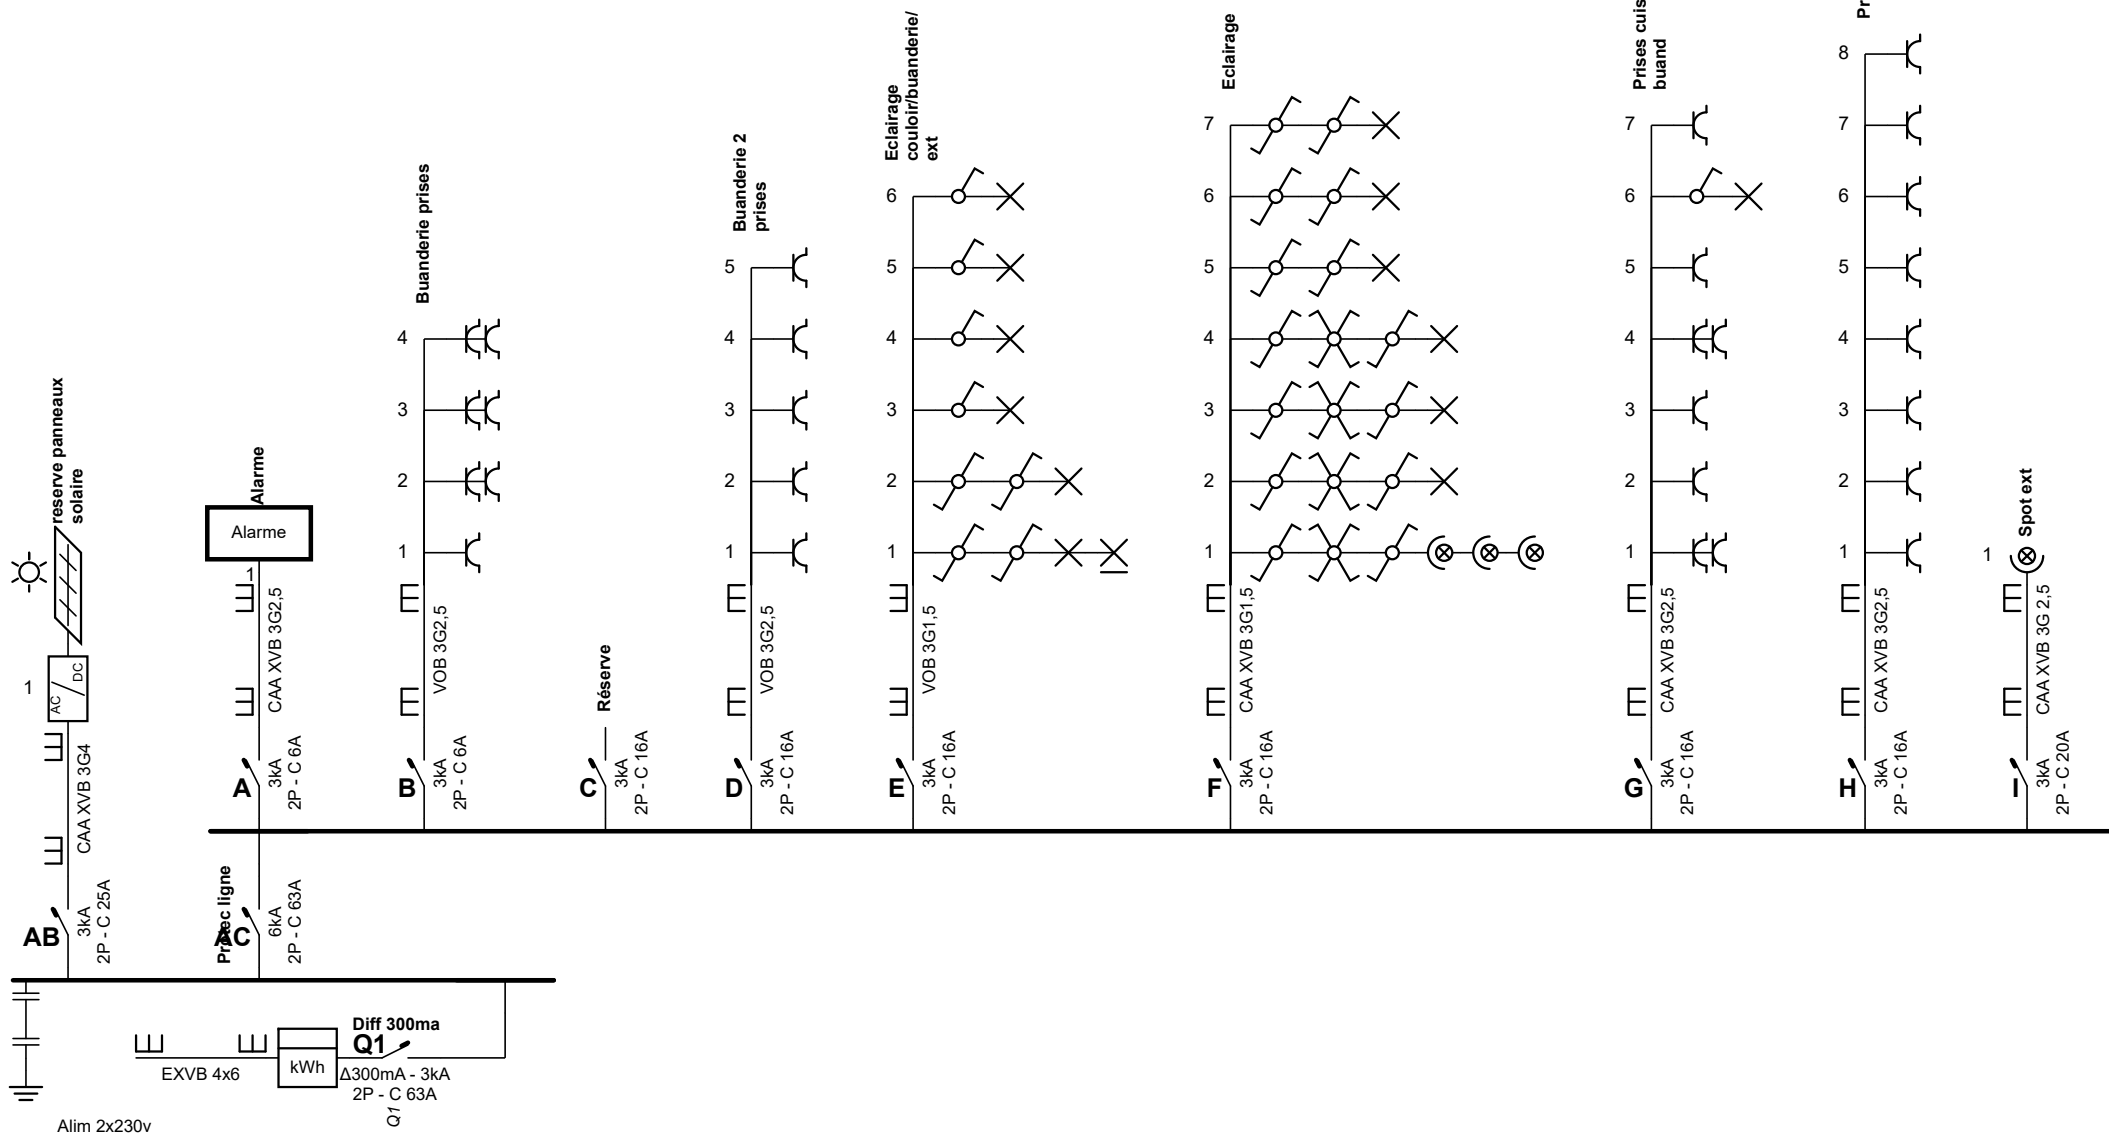 reserve panneaux
solaire
1
AC
DC
CAA XVB 3G4
AB
3kA
2P - C 25A
Alarme
Alarme
1
CAA XVB 3G2,5
A
3kA
2P - C 6A
Protec ligne
AC
6kA
2P - C 63A
Buanderie prises
4
3
2
1
VOB 3G2,5
B
3kA
2P - C 6A
Réserve
C
3kA
2P - C 16A
Buanderie 2
prises
5
4
3
2
1
VOB 3G2,5
D
3kA
2P - C 16A
Eclairage
couloir/buanderie/
ext
6
5
4
3
2
1
VOB 3G1,5
E
3kA
2P - C 16A
Eclairage
7
6
5
4
3
2
1
CAA XVB 3G1,5
F
3kA
2P - C 16A
Prises cuis
buand
7
6
5
4
3
2
1
CAA XVB 3G2,5
G
3kA
2P - C 16A
Pr
8
7
6
5
4
3
2
1
CAA XVB 3G2,5
H
3kA
2P - C 16A
Spot ext
1
CAA XVB 3G 2,5
I
3kA
2P - C 20A
EXVB 4x6
kWh
Diff 300ma
Q1
Δ300mA - 3kA
2P - C 63A
Q1
Alim 2x230v